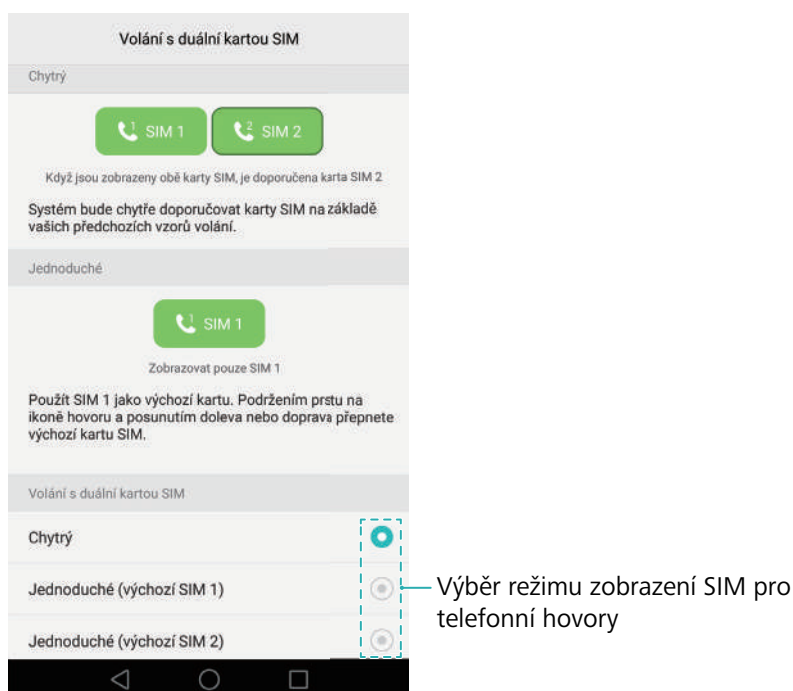 Volání s duální kartou SIM
Chytrý
1 SIM 1
2 SIM 2
Když jsou zobrazeny obě karty SIM, je doporučena karta SIM 2
Systém bude chytře doporučovat karty SIM na základě
vašich předchozích vzorů volání.
Jednoduché
1 SIM 1
Zobrazovat pouze SIM 1
Použít SIM 1 jako výchozí kartu. Podržením prstu na
ikoně hovoru a posunutím doleva nebo doprava přepnete
výchozí kartu SIM.
Volání s duální kartou SIM
Chytrý
Jednoduché (výchozí SIM 1)
Jednoduché (výchozí SIM 2)
Výběr režimu zobrazení SIM pro
telefonní hovory